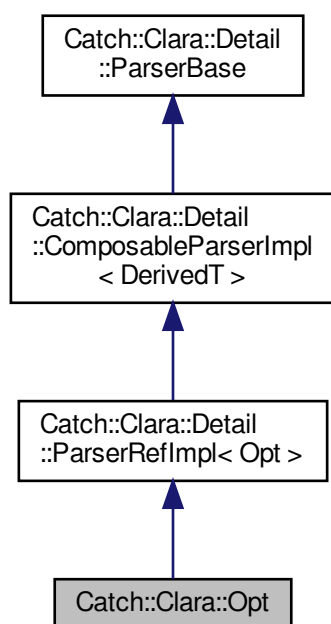 Catch::Clara::Detail
::ParserBase
Catch::Clara::Detail
::ComposableParserImpl
< DerivedT >
Catch::Clara::Detail
::ParserRefImpl< Opt >
Catch::Clara::Opt